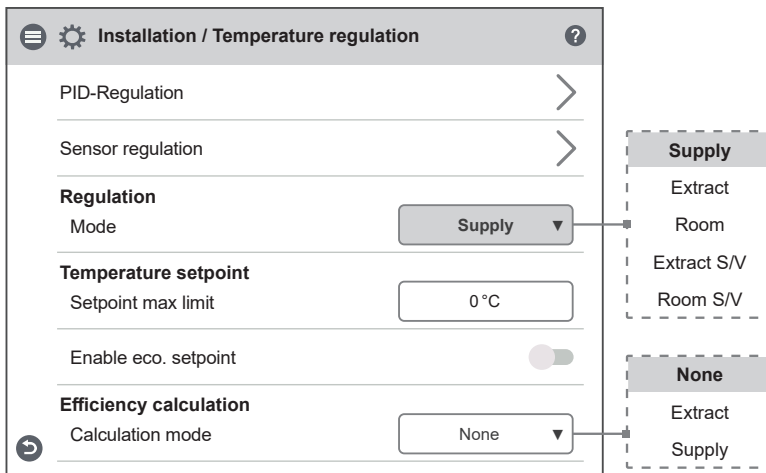 Installation / Temperature regulation ?
PID-Regulation
Sensor regulation
Regulation
Mode Supply ▼
Temperature setpoint
Setpoint max limit 0 °C
Enable eco. setpoint
Efficiency calculation
Calculation mode None ▼
Supply
Extract
Room
Extract S/V
Room S/V
None
Extract
Supply